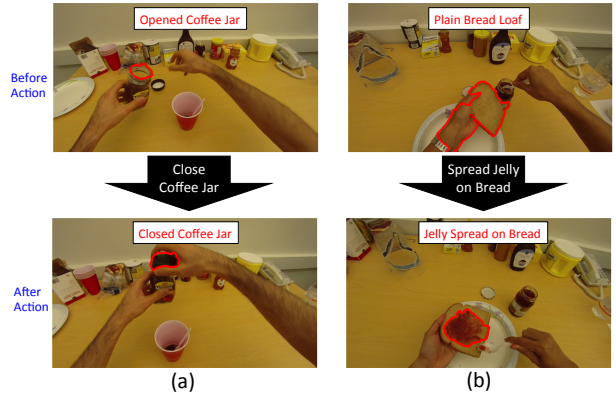 Opened Coffee Jar
Plain Bread Loaf
Before
Action
Close
Coffee Jar
Spread Jelly
on Bread
Closed Coffee Jar
Jelly Spread on Bread
After
Action
(a)
(b)